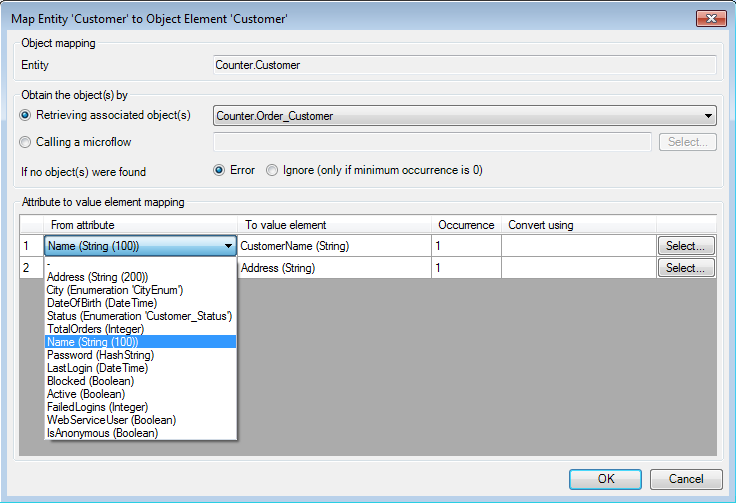 Map Entity 'Customer' to Object Element 'Customer'
Object mapping
Entity Counter.Customer
Obtain the object(s) by
Retrieving associated object(s) Counter.Order_Customer
Calling a microflow Select...
If no object(s) were found Error Ignore (only if minimum occurrence is 0)
Attribute to value element mapping
From attribute To value element Occurrence Convert using
1 Name (String (100)) CustomerName (String) 1 Select...
2 Address (String) 1 Select...
-
Address (String (200))
City (Enumeration 'CityEnum')
DateOfBirth (DateTime)
Status (Enumeration 'Customer_Status')
TotalOrders (Integer)
Name (String (100))
Password (HashString)
LastLogin (DateTime)
Blocked (Boolean)
Active (Boolean)
FailedLogins (Integer)
WebServiceUser (Boolean)
IsAnonymous (Boolean)
OK Cancel